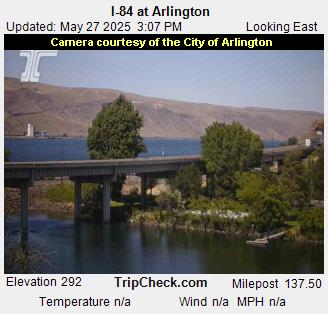 I-84 at Arlington
Updated: May 27 2025 3:07 PM Looking East
Camera courtesy of the City of Arlington
Elevation 292 TripCheck.com Milepost 137.50
Temperature n/a Wind n/a MPH n/a